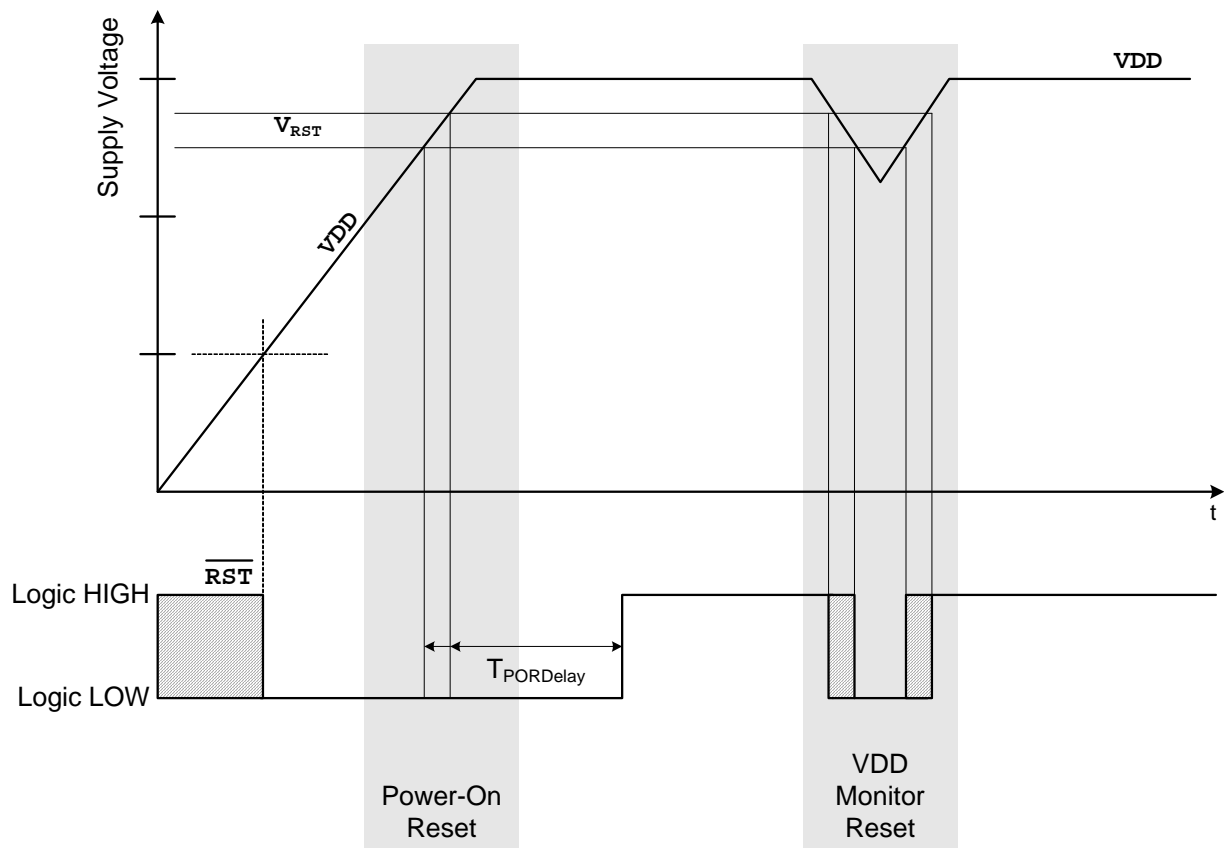 Supply Voltage
VDD
VRST
VDD
t
RST
Logic HIGH
TPORDelay
Logic LOW
Power-On
Reset
VDD
Monitor
Reset